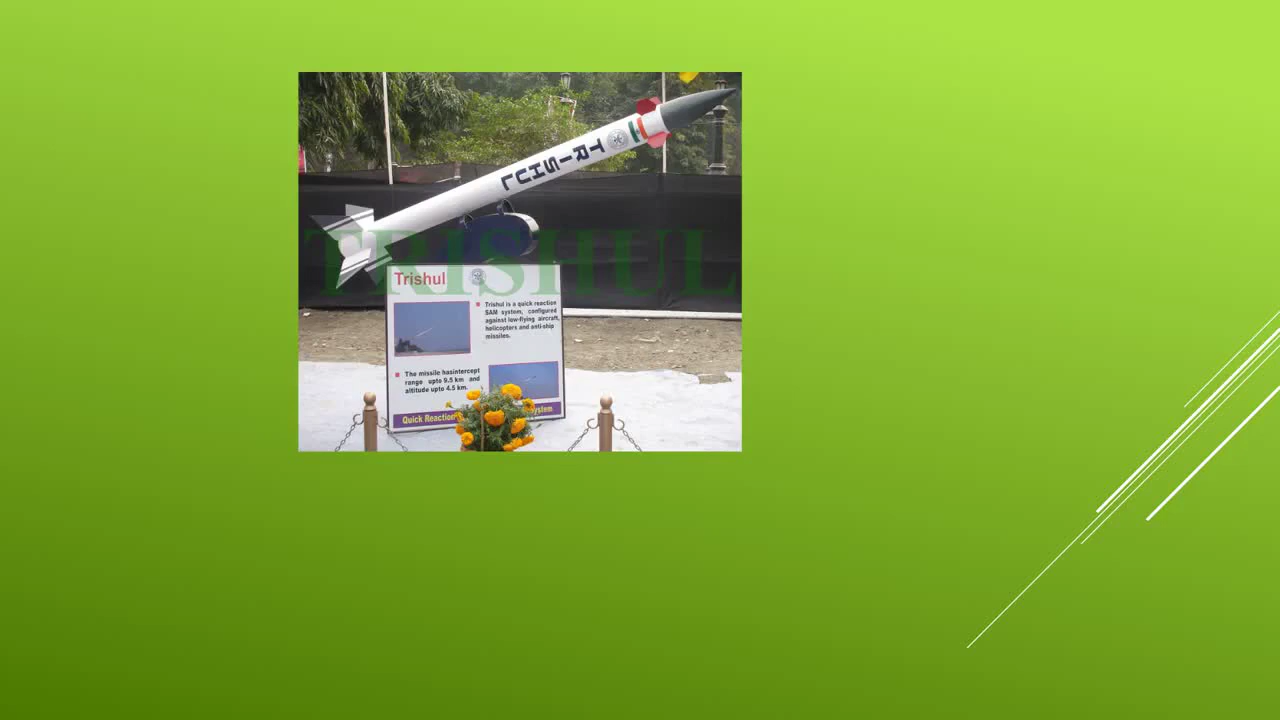 TRISHUL
TRISHUL
Trishul
Trishul is a quick reaction
SAM system, configured
against low-flying aircraft,
helicopters and anti-ship
missiles.
The missile hasintercept
range upto 9.5 km and
altitude upto 4.5 km.
Quick Reaction